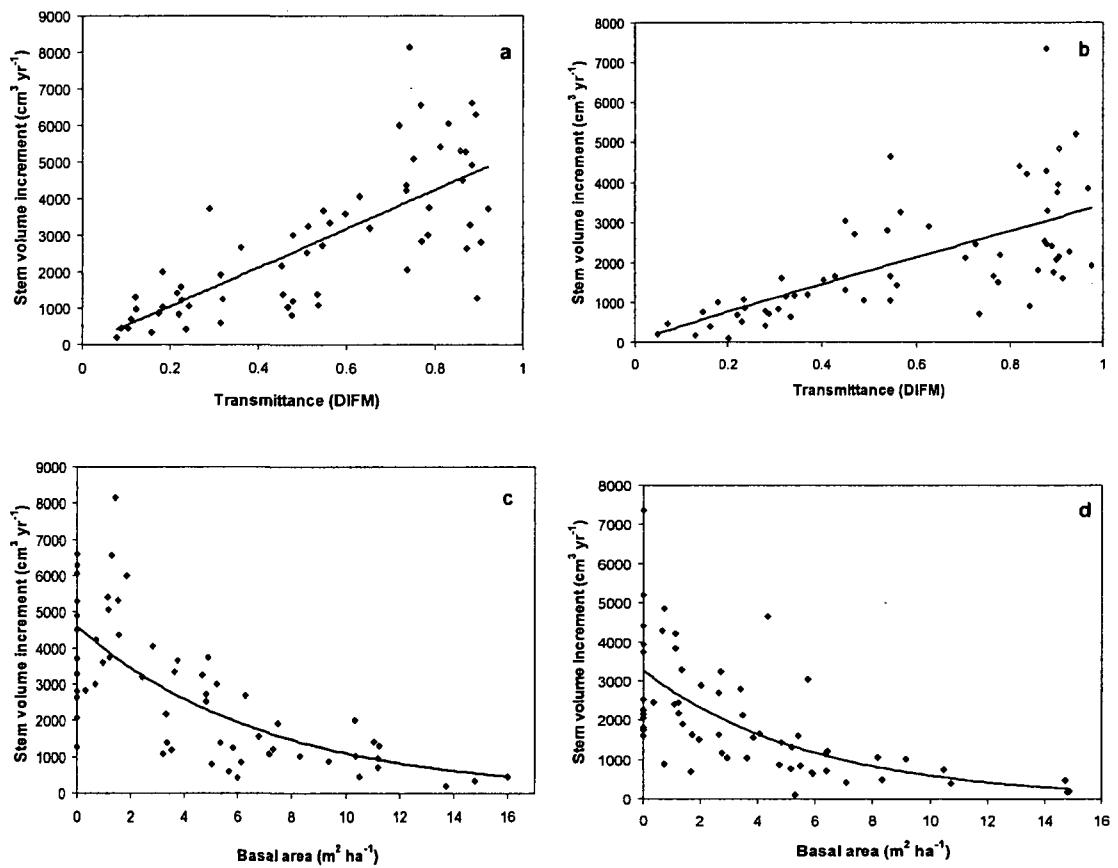 a
9000
8000
7000
6000
5000
4000
3000
2000
1000
0
Stem volume increment (cm³ yr⁻¹)
0 0.2 0.4 0.6 0.8 1
Transmittance (DIFM)
b
8000
7000
6000
5000
4000
3000
2000
1000
0
Stem volume increment (cm³ yr⁻¹)
0 0.2 0.4 0.6 0.8 1
Transmittance (DIFM)
c
9000
8000
7000
6000
5000
4000
3000
2000
1000
0
Stem volume increment (cm³ yr⁻¹)
0 2 4 6 8 10 12 14 16
Basal area (m² ha⁻¹)
d
8000
7000
6000
5000
4000
3000
2000
1000
0
Stem volume increment (cm³ yr⁻¹)
0 2 4 6 8 10 12 14 16
Basal area (m² ha⁻¹)